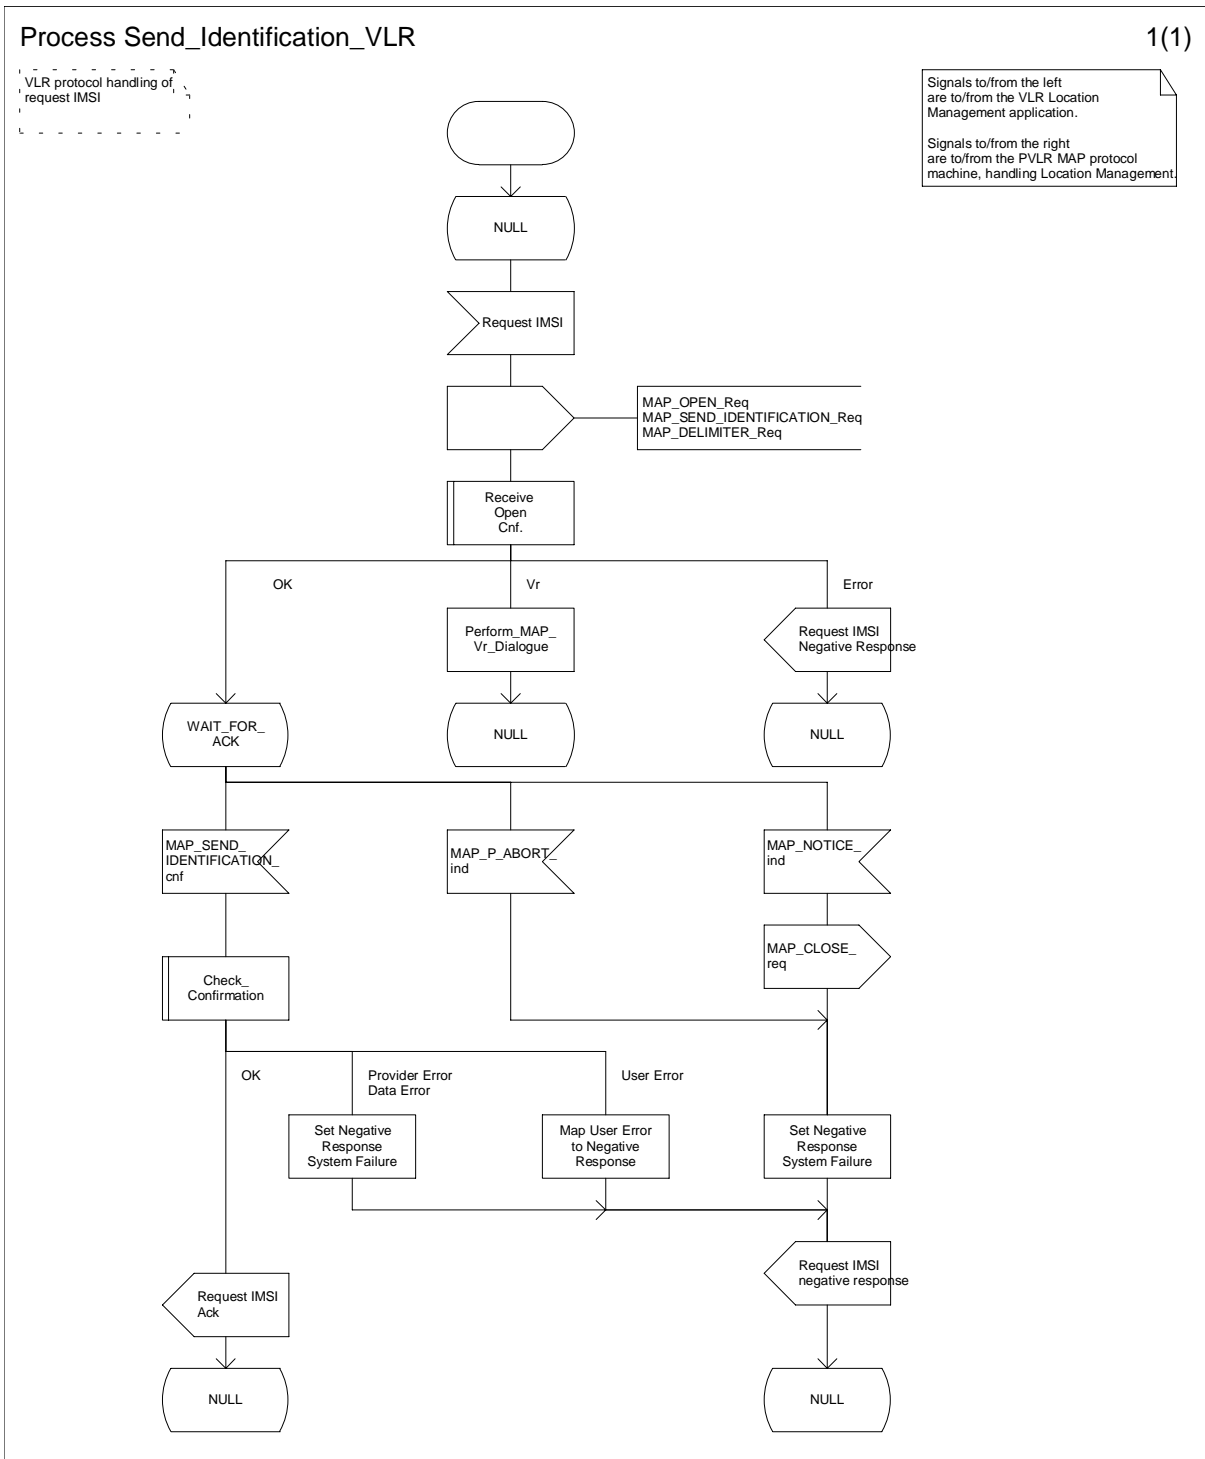 Process Send_Identification_VLR
1(1)
VLR protocol handling of
request IMSI
Signals to/from the left
are to/from the VLR Location
Management application.
Signals to/from the right
are to/from the PVLR MAP protocol
machine, handling Location Management.
NULL
Request IMSI
MAP_OPEN_Req
MAP_SEND_IDENTIFICATION_Req
MAP_DELIMITER_Req
Receive
Open
Cnf.
OK
Vr
Error
Perform_MAP_
Vr_Dialogue
Request IMSI
Negative Response
WAIT_FOR_
ACK
NULL
NULL
MAP_SEND_
IDENTIFICATION_
cnf
MAP_P_ABORT_
ind
MAP_NOTICE_
ind
MAP_CLOSE_
req
Check_
Confirmation
OK
Provider Error
Data Error
User Error
Set Negative
Response
System Failure
Map User Error
to Negative
Response
Set Negative
Response
System Failure
Request IMSI
negative response
Request IMSI
Ack
NULL
NULL